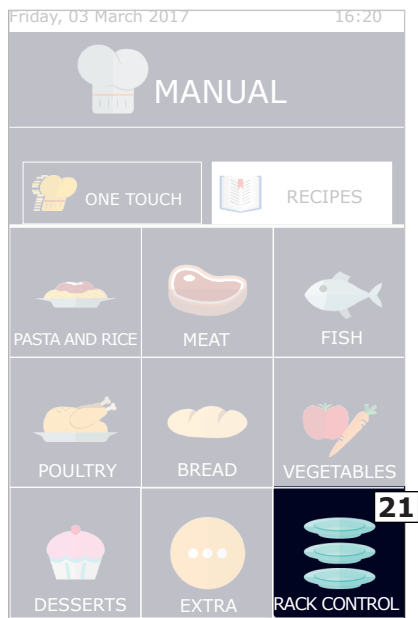 Friday, 03 March 2017 16:20
MANUAL
ONE TOUCH RECIPES
PASTA AND RICE MEAT FISH
POULTRY BREAD VEGETABLES
21
DESSERTS EXTRA RACK CONTROL